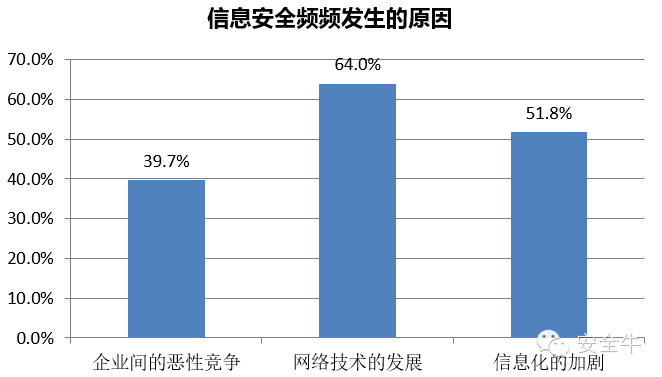 信息安全频频发生的原因
70.0%
60.0%
50.0%
40.0%
30.0%
20.0%
10.0%
0.0%
39.7%
64.0%
51.8%
企业间的恶性竞争
网络技术的发展
信息化的加剧
安全牛